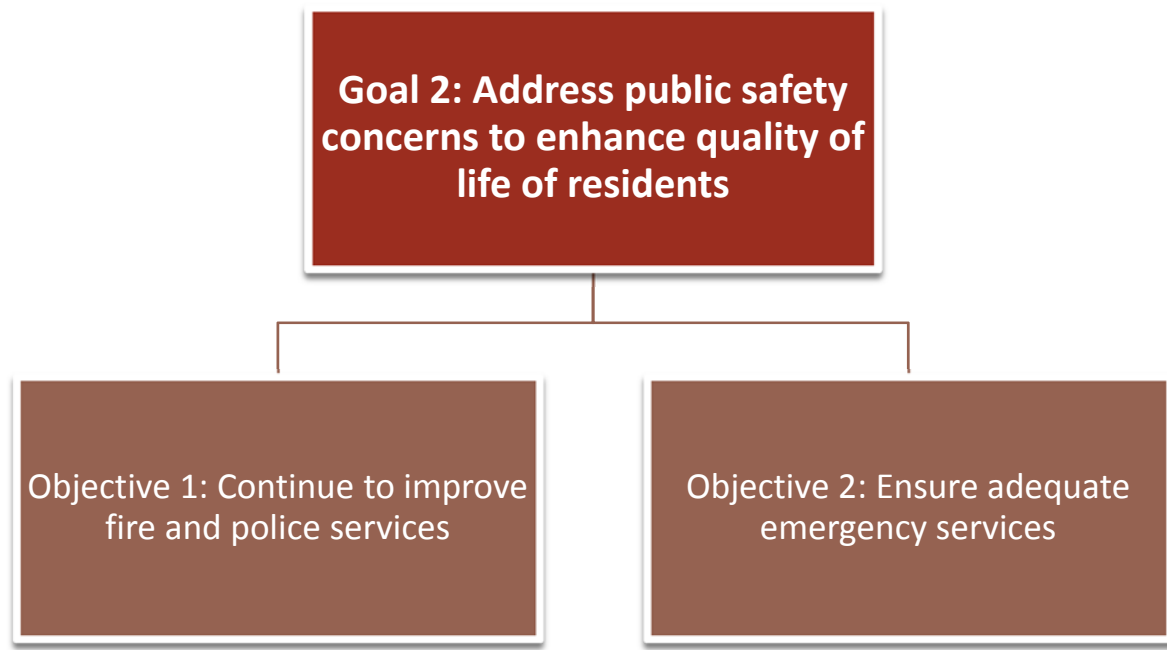 Goal 2: Address public safety
concerns to enhance quality of
life of residents
Objective 1: Continue to improve
fire and police services
Objective 2: Ensure adequate
emergency services